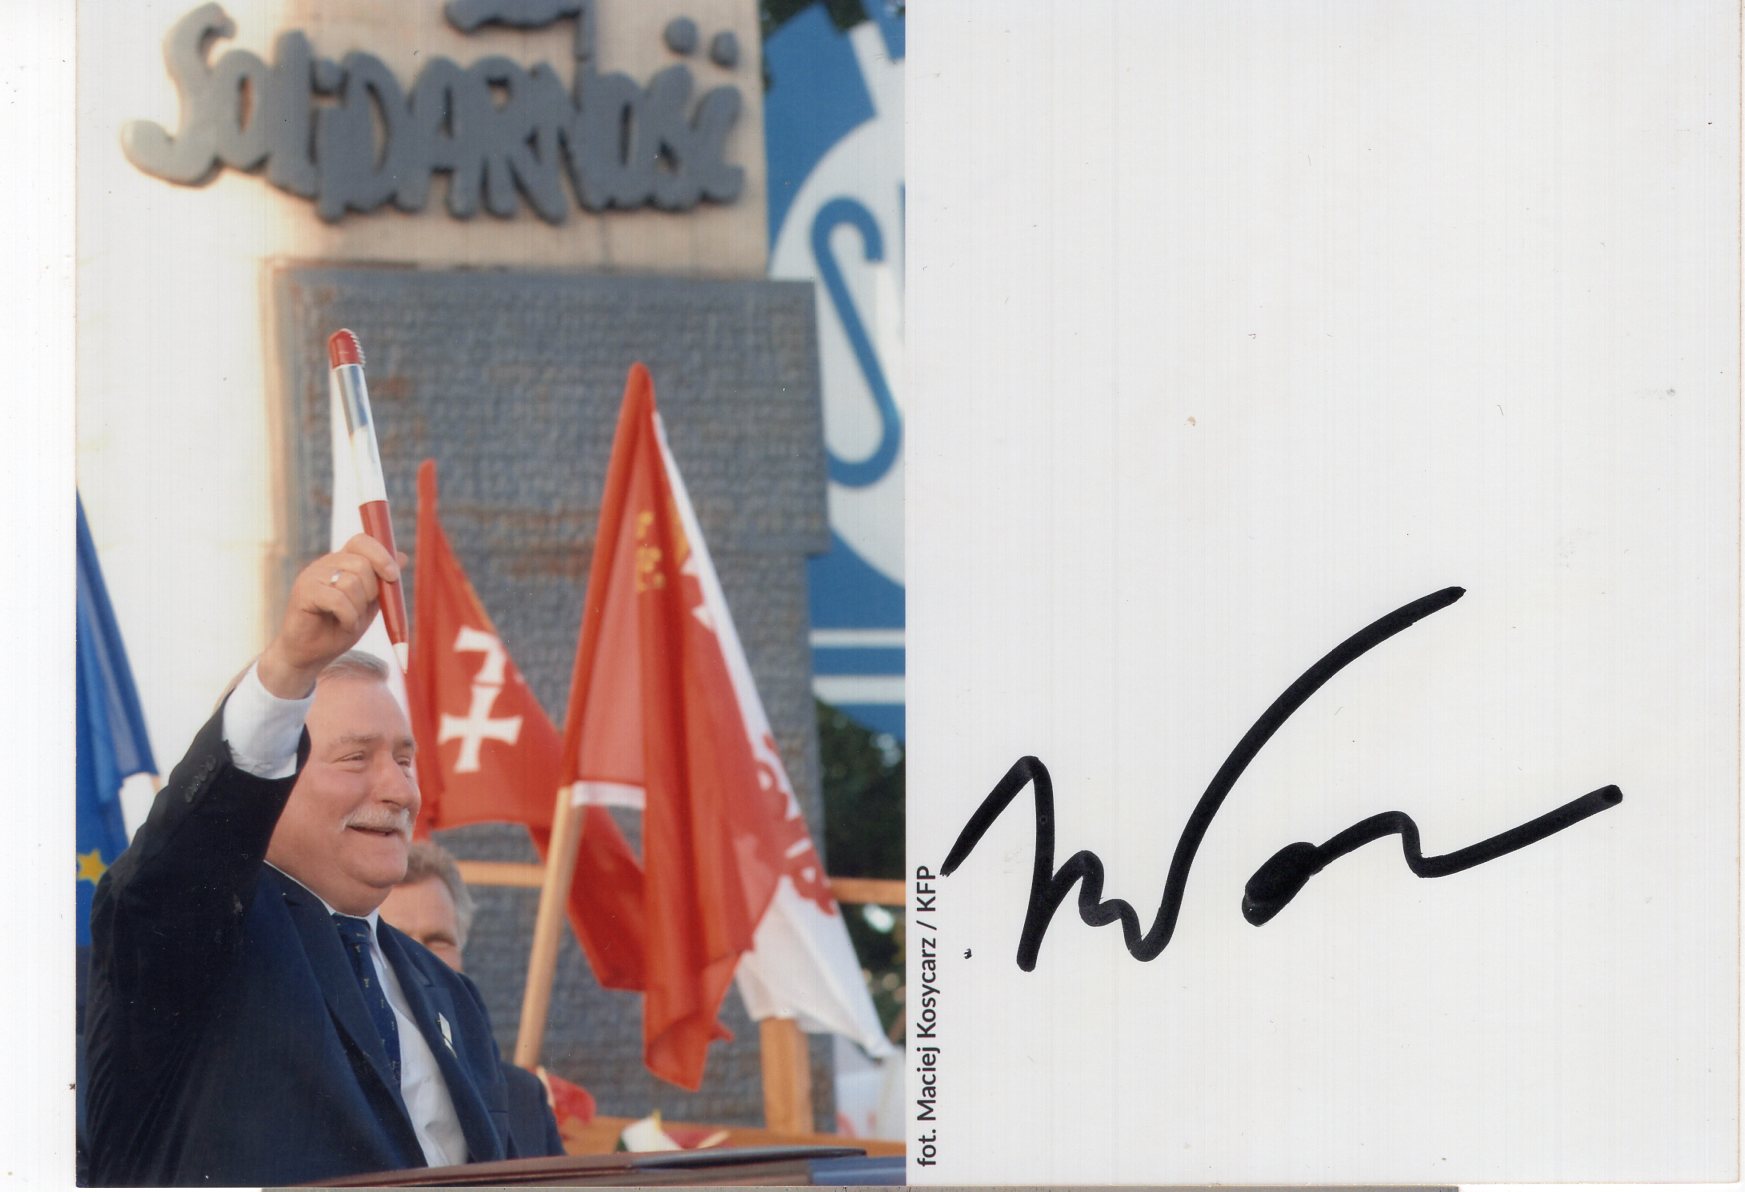 SOLiDARNOŚĆ
S
fot. Maciej Kosycarz / KFP